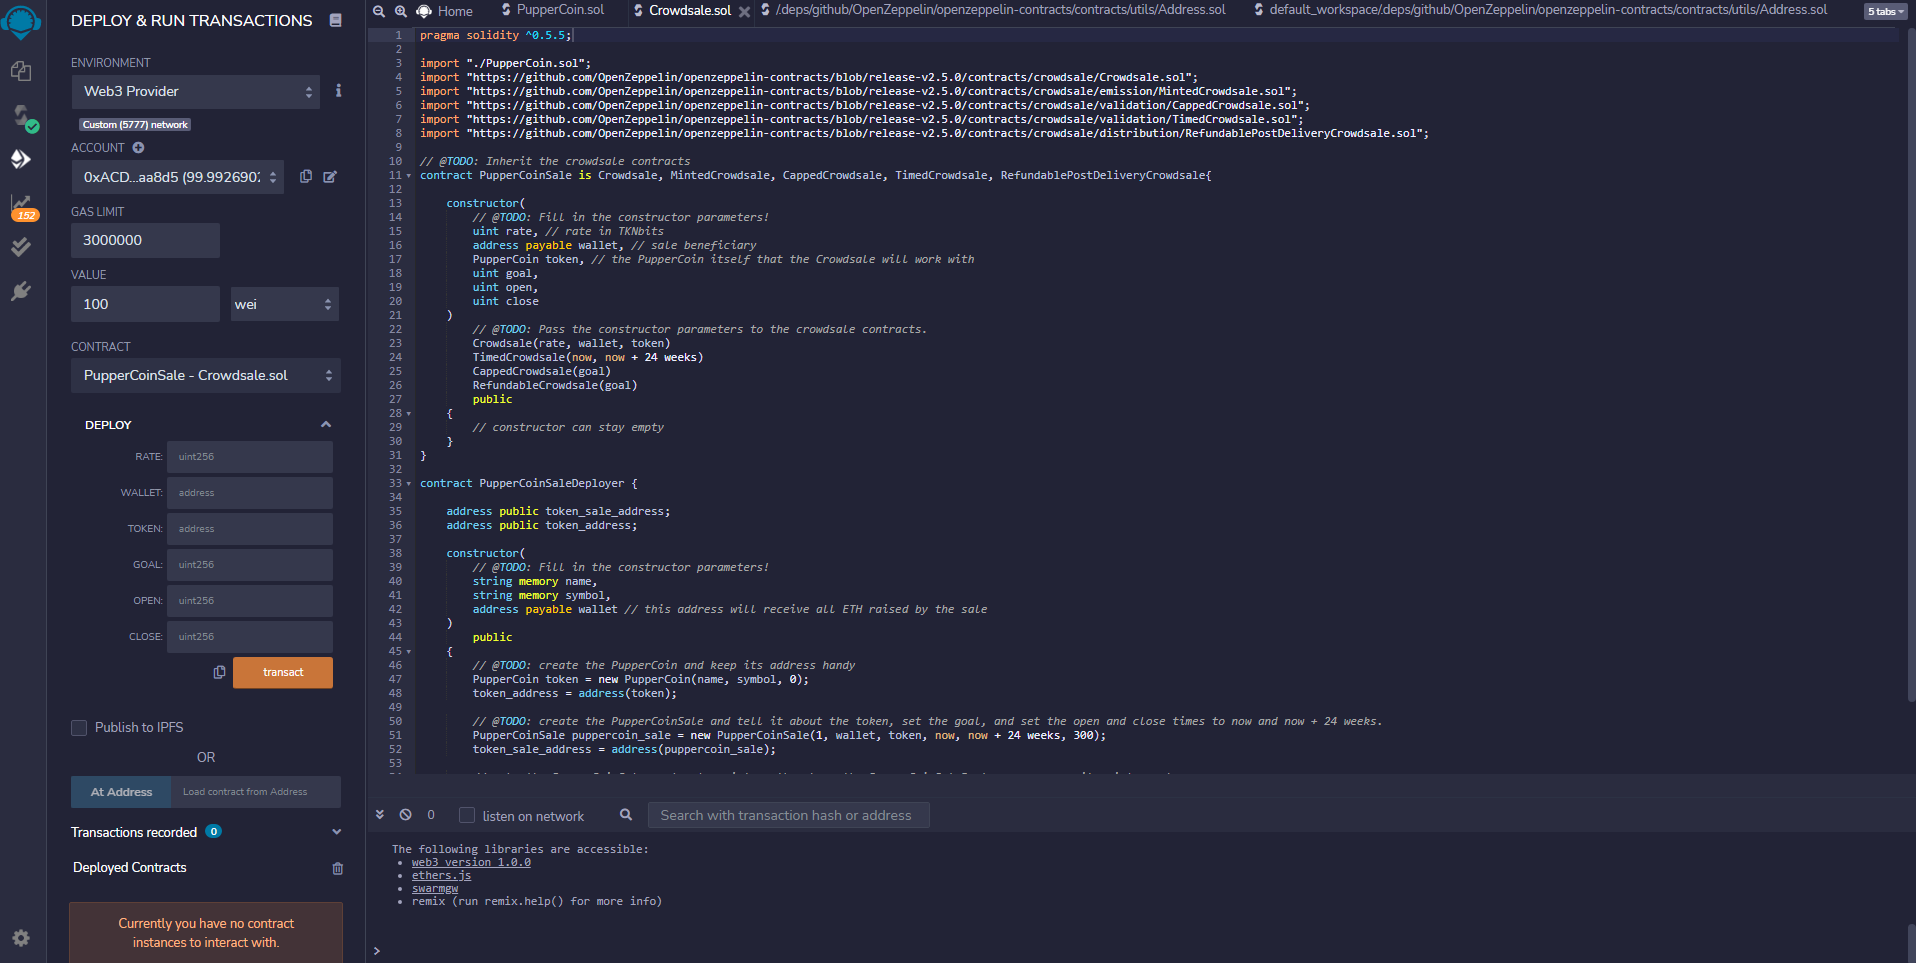 DEPLOY & RUN TRANSACTIONS
ENVIRONMENT
Web3 Provider
Custom (5777) network
ACCOUNT
0xACD...aa8d5 (99.9926902
GAS LIMIT
3000000
VALUE
100
wei
CONTRACT
PupperCoinSale - Crowdsale.sol
DEPLOY
RATE: uint256
WALLET: address
TOKEN: address
GOAL: uint256
OPEN: uint256
CLOSE: uint256
transact
Publish to IPFS
OR
At Address Load contract from Address
Transactions recorded 0
Deployed Contracts
Currently you have no contract
instances to interact with.
152
Home
PupperCoin.sol
Crowdsale.sol
/.deps/github/OpenZeppelin/openzeppelin-contracts/contracts/utils/Address.sol
default_workspace/.deps/github/OpenZeppelin/openzeppelin-contracts/contracts/utils/Address.sol
5 tabs
1 pragma solidity ^0.5.5;
2
3 import "./PupperCoin.sol";
4 import "https://github.com/OpenZeppelin/openzeppelin-contracts/blob/release-v2.5.0/contracts/crowdsale/Crowdsale.sol";
5 import "https://github.com/OpenZeppelin/openzeppelin-contracts/blob/release-v2.5.0/contracts/crowdsale/emission/MintedCrowdsale.sol";
6 import "https://github.com/OpenZeppelin/openzeppelin-contracts/blob/release-v2.5.0/contracts/crowdsale/validation/CappedCrowdsale.sol";
7 import "https://github.com/OpenZeppelin/openzeppelin-contracts/blob/release-v2.5.0/contracts/crowdsale/validation/TimedCrowdsale.sol";
8 import "https://github.com/OpenZeppelin/openzeppelin-contracts/blob/release-v2.5.0/contracts/crowdsale/distribution/RefundablePostDeliveryCrowdsale.sol";
9
10 // @TODO: Inherit the crowdsale contracts
11 contract PupperCoinSale is Crowdsale, MintedCrowdsale, CappedCrowdsale, TimedCrowdsale, RefundablePostDeliveryCrowdsale{
12
13 constructor(
14 // @TODO: Fill in the constructor parameters!
15 uint rate, // rate in TKNbits
16 address payable wallet, // sale beneficiary
17 PupperCoin token, // the PupperCoin itself that the Crowdsale will work with
18 uint goal,
19 uint open,
20 uint close
21 )
22 // @TODO: Pass the constructor parameters to the crowdsale contracts.
23 Crowdsale(rate, wallet, token)
24 TimedCrowdsale(now, now + 24 weeks)
25 CappedCrowdsale(goal)
26 RefundableCrowdsale(goal)
27 public
28 {
29 // constructor can stay empty
30 }
31 }
32
33 contract PupperCoinSaleDeployer {
34
35 address public token_sale_address;
36 address public token_address;
37
38 constructor(
39 // @TODO: Fill in the constructor parameters!
40 string memory name,
41 string memory symbol,
42 address payable wallet // this address will receive all ETH raised by the sale
43 )
44 public
45 {
46 // @TODO: create the PupperCoin and keep its address handy
47 PupperCoin token = new PupperCoin(name, symbol, 0);
48 token_address = address(token);
49
50 // @TODO: create the PupperCoinSale and tell it about the token, set the goal, and set the open and close times to now and now + 24 weeks.
51 PupperCoinSale puppercoin_sale = new PupperCoinSale(1, wallet, token, now, now + 24 weeks, 300);
52 token_sale_address = address(puppercoin_sale);
53
0
listen on network
Search with transaction hash or address
The following libraries are accessible:
• web3 version 1.0.0
• ethers.js
• swarmgw
• remix (run remix.help() for more info)
>